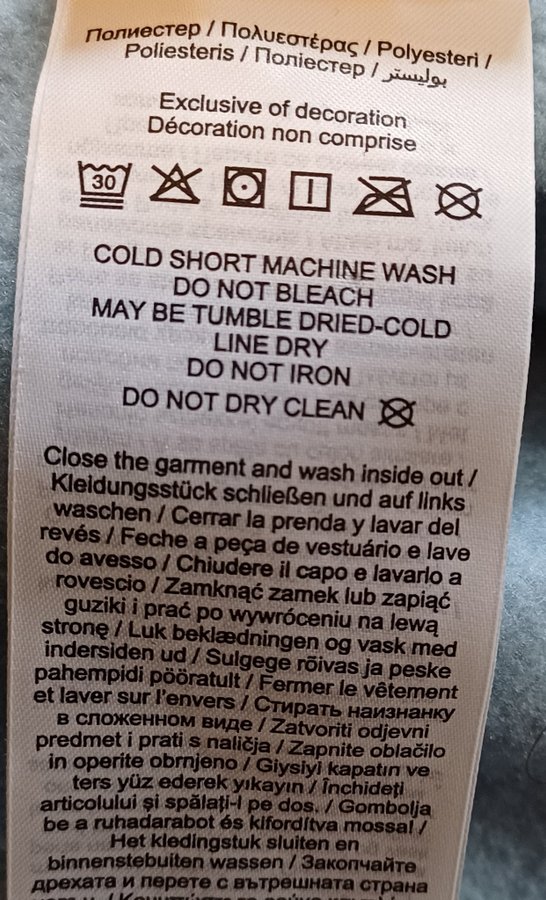 Полиестер / Πολυεστέρας / Polyesteri /
Poliesteris / Поліестер / بوليستر
Exclusive of decoration
Décoration non comprise
30
COLD SHORT MACHINE WASH
DO NOT BLEACH
MAY BE TUMBLE DRIED-COLD
LINE DRY
DO NOT IRON
DO NOT DRY CLEAN
Close the garment and wash inside out /
Kleidungsstück schließen und auf links
waschen / Cerrar la prenda y lavar del
revés / Feche a peça de vestuário e lave
do avesso / Chiudere il capo e lavarlo a
rovescio / Zamknąć zamek lub zapiąć
guziki i prać po wywróceniu na lewą
stronę / Luk beklædningen og vask med
indersiden ud / Sulgege rõivas ja peske
pahempidi pööratult / Fermer le vêtement
et laver sur l'envers / Стирать наизнанку
в сложенном виде / Zatvoriti odjevni
predmet i prati s naličja / Zapnite oblačilo
in operite obrnjeno / Giysiyi kapatın ve
ters yüz ederek yıkayın / Închideți
articolului și spălați-l pe dos. / Gombolja
be a ruhadarabot és kifordítva mossa! /
Het kledingstuk sluiten en
binnenstebuiten wassen / Закопчайте
дрехата и перете с вътрешната страна